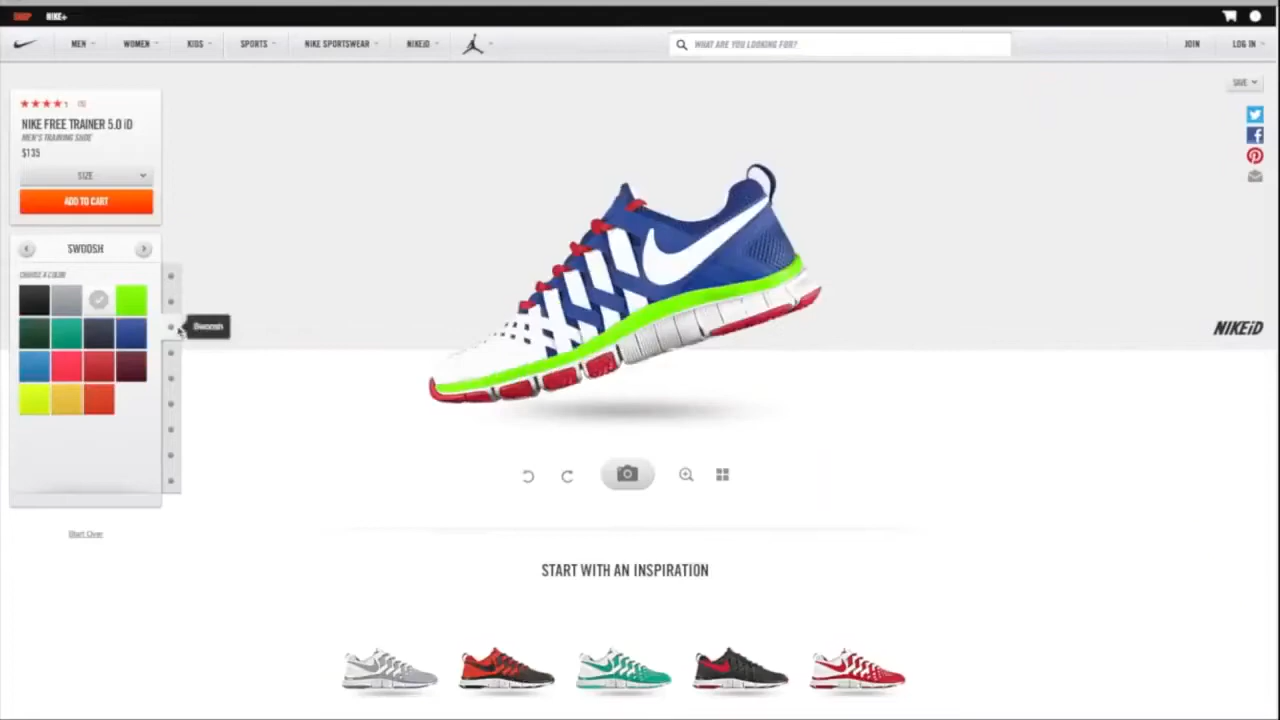 SHOP NIKE+
MEN WOMEN KIDS SPORTS NIKE SPORTSWEAR NIKEiD
WHAT ARE YOU LOOKING FOR?
JOIN LOG IN
SAVE
NIKE FREE TRAINER 5.0 iD
MEN'S TRAINING SHOE
$135
SIZE
ADD TO CART
SWOOSH
CHOOSE A COLOR
Swoosh
NIKEiD
Start Over
START WITH AN INSPIRATION